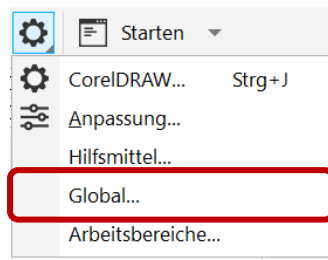 Starten
CorelDRAW... Strg+J
Anpassung...
Hilfsmittel...
Global...
Arbeitsbereiche...